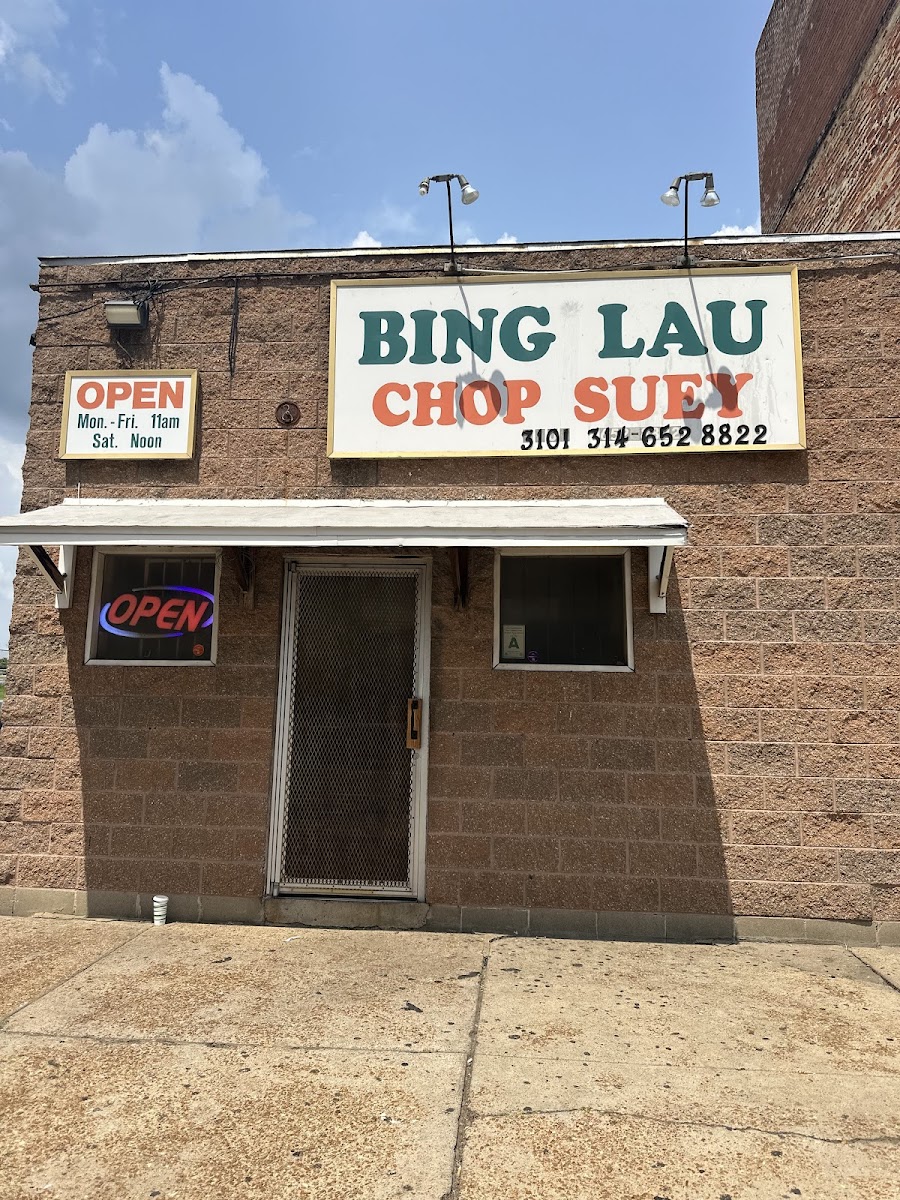 BING LAU
CHOP SUEY
3101 314-652 8822
OPEN
Mon. - Fri. 11am
Sat. Noon
OPEN
A